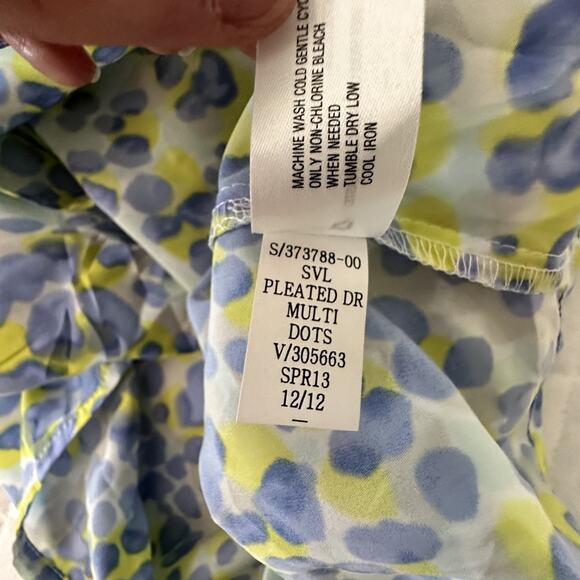 MACHINE WASH COLD GENTLE CYC
ONLY NON-CHLORINE BLEACH
WHEN NEEDED
TUMBLE DRY LOW
COOL IRON
S/373788-00
SVL
PLEATED DR
MULTI
DOTS
V/305663
SPR13
12/12